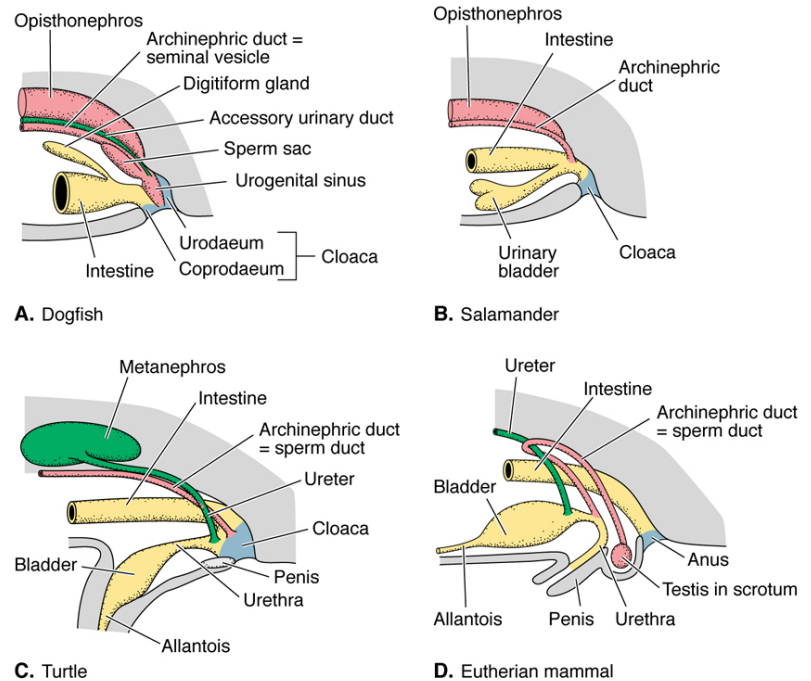 Opisthonephros
Archinephric duct =
seminal vesicle
Digitiform gland
Accessory urinary duct
Sperm sac
Urogenital sinus
Urodaeum
Coprodaeum
Cloaca
Intestine
A. Dogfish
Opisthonephros
Intestine
Archinephric
duct
Urinary
bladder
Cloaca
B. Salamander
Metanephros
Intestine
Archinephric duct
= sperm duct
Ureter
Cloaca
Bladder
Penis
Urethra
Allantois
C. Turtle
Ureter
Intestine
Archinephric duct
= sperm duct
Bladder
Anus
Testis in scrotum
Allantois
Penis
Urethra
D. Eutherian mammal